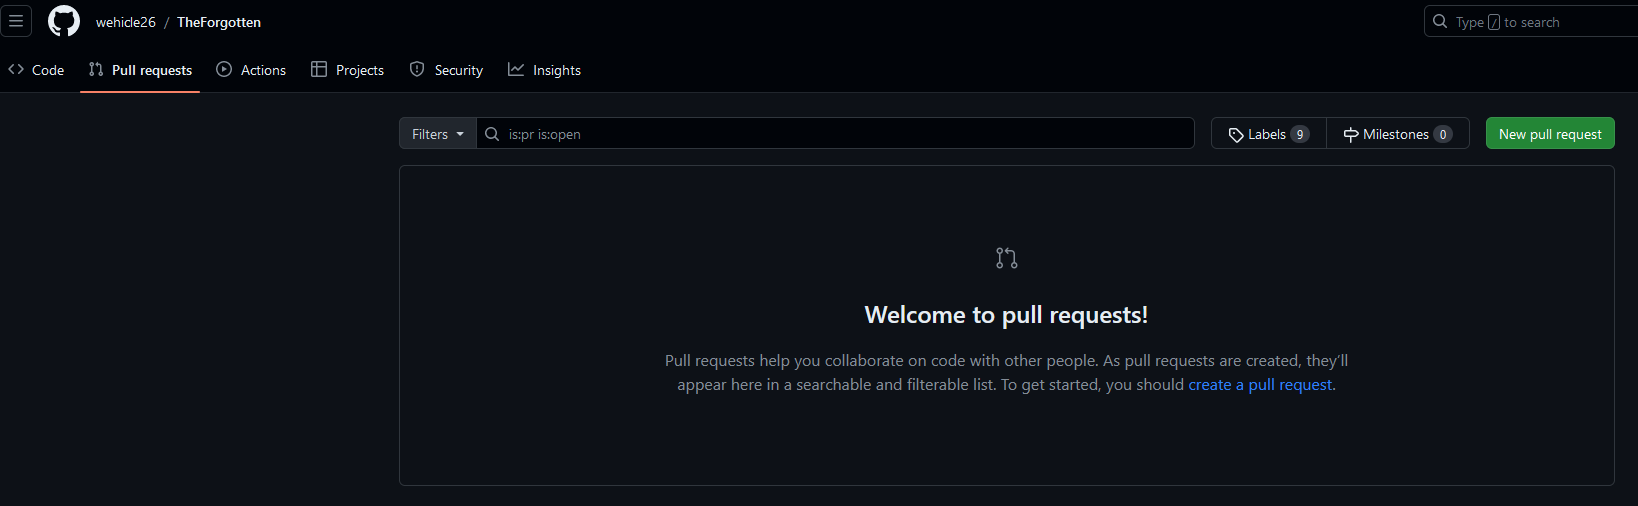 wehicle26 / TheForgotten
Type / to search
Code Pull requests Actions Projects Security Insights
Filters is:pr is:open Labels 9 Milestones 0 New pull request
Welcome to pull requests!
Pull requests help you collaborate on code with other people. As pull requests are created, they’ll
appear here in a searchable and filterable list. To get started, you should create a pull request.